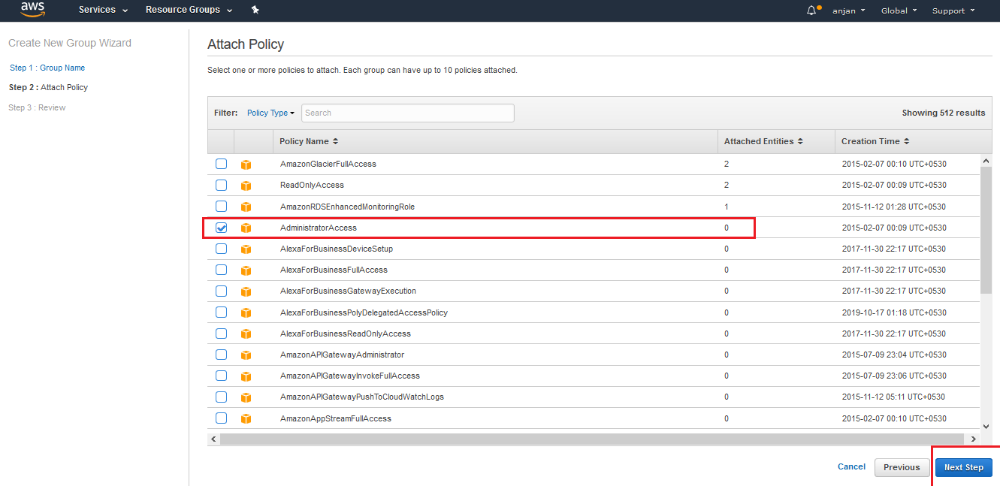 aws Services Resource Groups anjan Global Support
Create New Group Wizard
Step 1 : Group Name
Step 2 : Attach Policy
Step 3 : Review
Attach Policy
Select one or more policies to attach. Each group can have up to 10 policies attached.
Filter: Policy Type Search Showing 512 results
Policy Name Attached Entities Creation Time
AmazonGlacierFullAccess 2 2015-02-07 00:10 UTC+0530
ReadOnlyAccess 2 2015-02-07 00:09 UTC+0530
AmazonRDSEnhancedMonitoringRole 1 2015-11-12 01:28 UTC+0530
AdministratorAccess 0 2015-02-07 00:09 UTC+0530
AlexaForBusinessDeviceSetup 0 2017-11-30 22:17 UTC+0530
AlexaForBusinessFullAccess 0 2017-11-30 22:17 UTC+0530
AlexaForBusinessGatewayExecution 0 2017-11-30 22:17 UTC+0530
AlexaForBusinessPolyDelegatedAccessPolicy 0 2019-10-17 01:18 UTC+0530
AlexaForBusinessReadOnlyAccess 0 2017-11-30 22:17 UTC+0530
AmazonAPIGatewayAdministrator 0 2015-07-09 23:04 UTC+0530
AmazonAPIGatewayInvokeFullAccess 0 2015-07-09 23:06 UTC+0530
AmazonAPIGatewayPushToCloudWatchLogs 0 2015-11-12 05:11 UTC+0530
AmazonAppStreamFullAccess 0 2015-02-07 00:10 UTC+0530
Cancel Previous Next Step